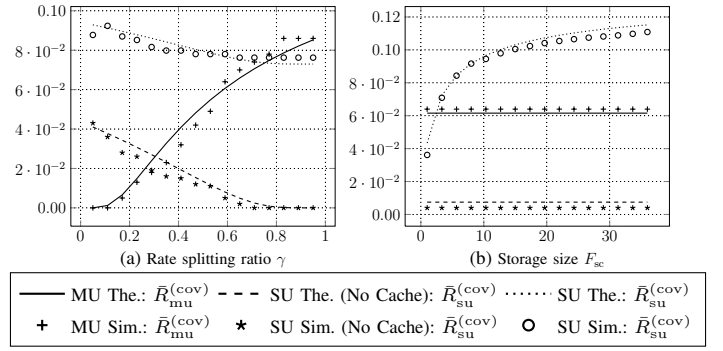 0.10
8 · 10⁻²
6 · 10⁻²
4 · 10⁻²
2 · 10⁻²
0.00
0 0.2 0.4 0.6 0.8 1
(a) Rate splitting ratio γ
0.12
0.10
8 · 10⁻²
6 · 10⁻²
4 · 10⁻²
2 · 10⁻²
0.00
0 10 20 30
(b) Storage size F_sc
MU The.: R̄_mu^(cov) SU The. (No Cache): R̄_su^(cov) SU The.: R̄_su^(cov)
MU Sim.: R̄_mu^(cov) SU Sim. (No Cache): R̄_su^(cov) SU Sim.: R̄_su^(cov)